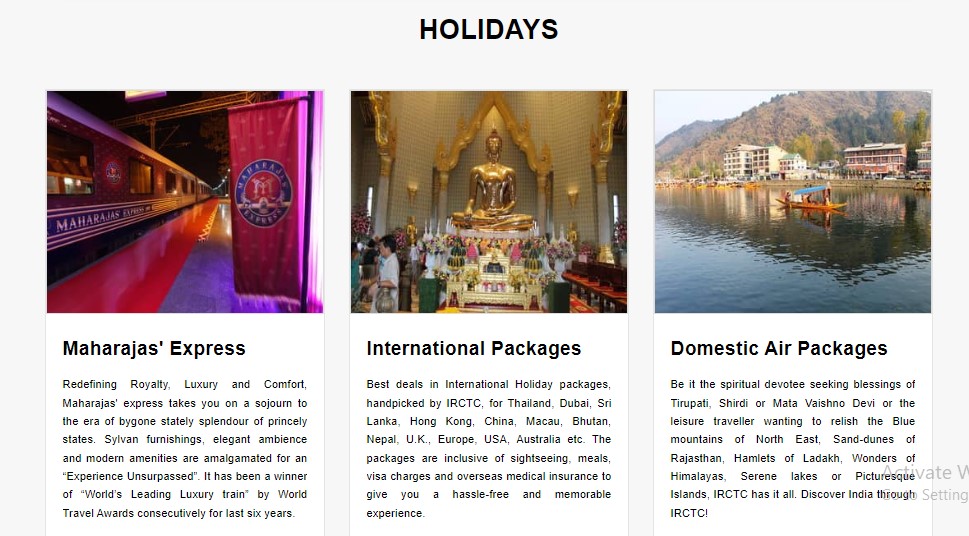 HOLIDAYS
MAHARAJAS' EXPRESS
MAHARAJAS
EXPRESS
Maharajas' Express
Redefining Royalty, Luxury and Comfort,
Maharajas' express takes you on a sojourn to
the era of bygone stately splendour of princely
states. Sylvan furnishings, elegant ambience
and modern amenities are amalgamated for an
“Experience Unsurpassed”. It has been a winner
of “World’s Leading Luxury train” by World
Travel Awards consecutively for last six years.
International Packages
Best deals in International Holiday packages,
handpicked by IRCTC, for Thailand, Dubai, Sri
Lanka, Hong Kong, China, Macau, Bhutan,
Nepal, U.K., Europe, USA, Australia etc. The
packages are inclusive of sightseeing, meals,
visa charges and overseas medical insurance to
give you a hassle-free and memorable
experience.
Domestic Air Packages
Be it the spiritual devotee seeking blessings of
Tirupati, Shirdi or Mata Vaishno Devi or the
leisure traveller wanting to relish the Blue
mountains of North East, Sand-dunes of
Rajasthan, Hamlets of Ladakh, Wonders of
Himalayas, Serene lakes or Picturesque
Islands, IRCTC has it all. Discover India through
IRCTC!
Activate W
Go to Setting